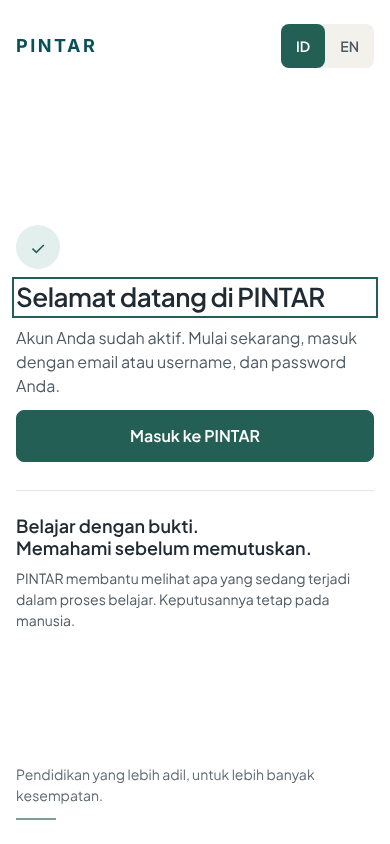 PINTAR
ID EN
Selamat datang di PINTAR
Akun Anda sudah aktif. Mulai sekarang, masuk
dengan email atau username, dan password
Anda.
Masuk ke PINTAR
Belajar dengan bukti.
Memahami sebelum memutuskan.
PINTAR membantu melihat apa yang sedang terjadi
dalam proses belajar. Keputusannya tetap pada
manusia.
Pendidikan yang lebih adil, untuk lebih banyak
kesempatan.